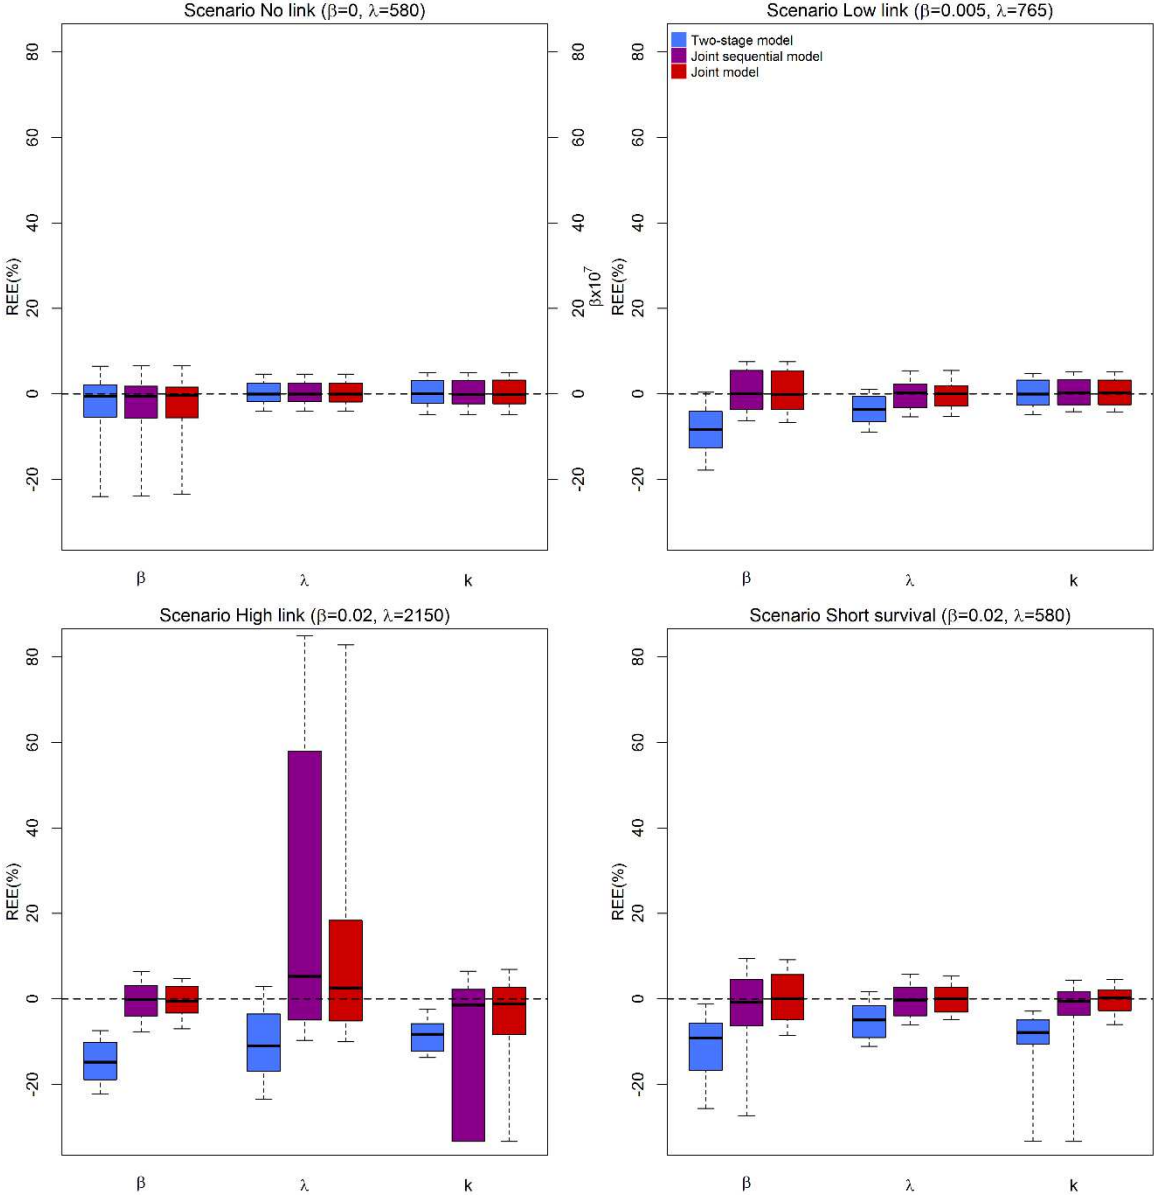 Scenario No link (β=0, λ=580)
80
60
40
20
0
-20
REE(%)
80
60
40
20
0
-20
βx10⁷
β λ k
Scenario Low link (β=0.005, λ=765)
Two-stage model
Joint sequential model
Joint model
80
60
40
20
0
-20
REE(%)
β λ k
Scenario High link (β=0.02, λ=2150)
80
60
40
20
0
-20
REE(%)
β λ k
Scenario Short survival (β=0.02, λ=580)
80
60
40
20
0
-20
REE(%)
β λ k